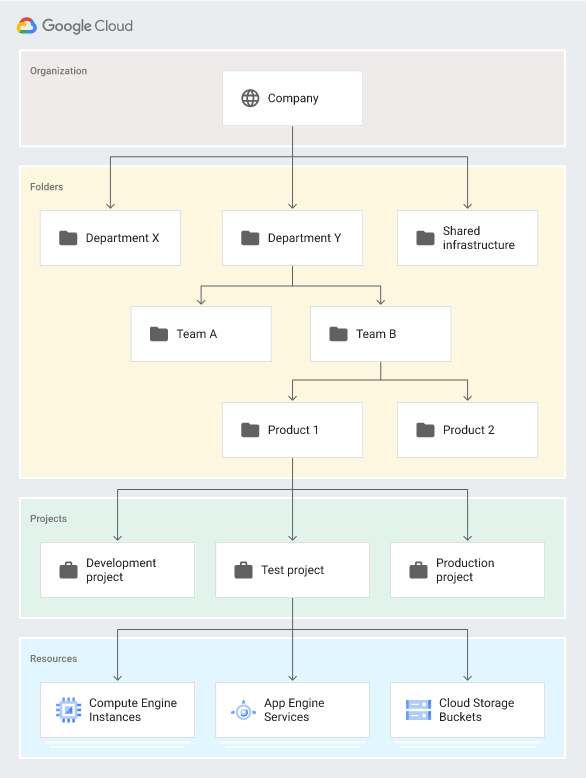 Google Cloud
Organization
Company
Folders
Department X
Department Y
Shared
infrastructure
Team A
Team B
Product 1
Product 2
Projects
Development
project
Test project
Production
project
Resources
Compute Engine
Instances
App Engine
Services
Cloud Storage
Buckets